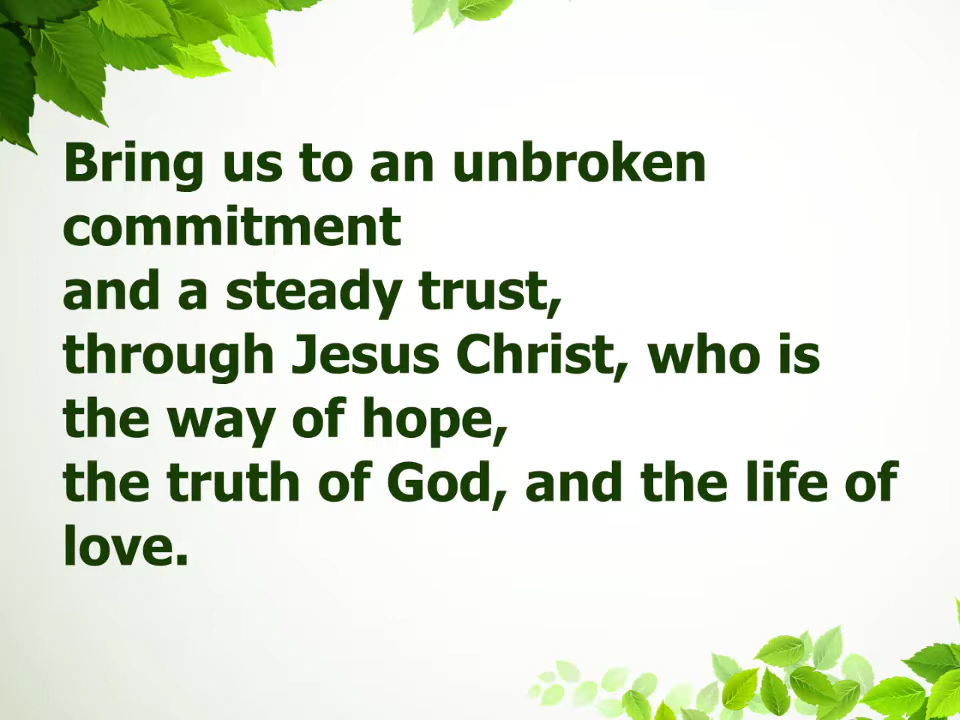 Bring us to an unbroken
commitment
and a steady trust,
through Jesus Christ, who is
the way of hope,
the truth of God, and the life of
love.